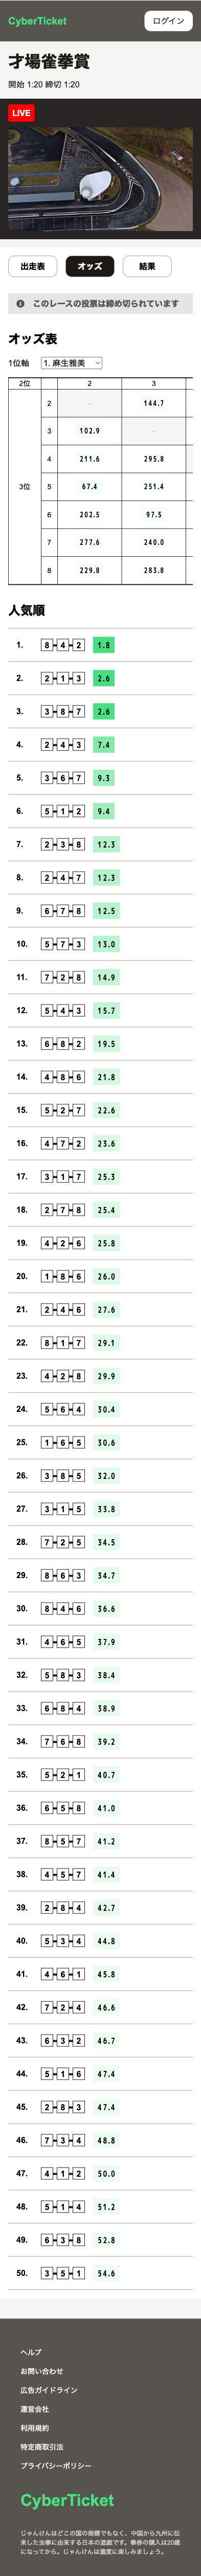 CyberTicket ログイン
才場雀拳賞
開始 1:20 締切 1:20
LIVE
出走表 オッズ 結果
このレースの投票は締め切られています
オッズ表
1位軸 1. 麻生雅美
2位 2 3
3位 2 - 144.7
3 102.9 -
4 211.6 295.8
5 67.4 251.4
6 202.5 97.5
7 277.6 240.0
8 229.8 283.8
人気順
1. 8-4-2 1.8
2. 2-1-3 2.6
3. 3-8-7 2.6
4. 2-4-3 7.4
5. 3-6-7 9.3
6. 5-1-2 9.4
7. 2-3-8 12.3
8. 2-4-7 12.3
9. 6-7-8 12.5
10. 5-7-3 13.0
11. 7-2-8 14.9
12. 5-4-3 15.7
13. 6-8-2 19.5
14. 4-8-6 21.8
15. 5-2-7 22.6
16. 4-7-2 23.6
17. 3-1-7 25.3
18. 2-7-8 25.4
19. 4-2-6 25.8
20. 1-8-6 26.0
21. 2-4-6 27.6
22. 8-1-7 29.1
23. 4-2-8 29.9
24. 5-6-4 30.4
25. 1-6-5 30.6
26. 3-8-5 32.0
27. 3-1-5 33.8
28. 7-2-5 34.5
29. 8-6-3 34.7
30. 8-4-6 36.6
31. 4-6-5 37.9
32. 5-8-3 38.4
33. 6-8-4 38.9
34. 7-6-8 39.2
35. 5-2-1 40.7
36. 6-5-8 41.0
37. 8-5-7 41.2
38. 4-5-7 41.4
39. 2-8-4 42.7
40. 5-3-4 44.8
41. 4-6-1 45.8
42. 7-2-4 46.6
43. 6-3-2 46.7
44. 5-1-6 47.4
45. 2-8-3 47.4
46. 7-3-4 48.8
47. 4-1-2 50.0
48. 5-1-4 51.2
49. 6-3-8 52.8
50. 3-5-1 54.6
ヘルプ
お問い合わせ
広告ガイドライン
運営会社
利用規約
特定商取引法
プライバシーポリシー
CyberTicket
じゃんけんはどこの国の商標でもなく、中国から九州に伝
来した虫拳に由来する日本の遊戯です。拳券の購入は20歳
になってから。じゃんけんは適度に楽しみましょう。